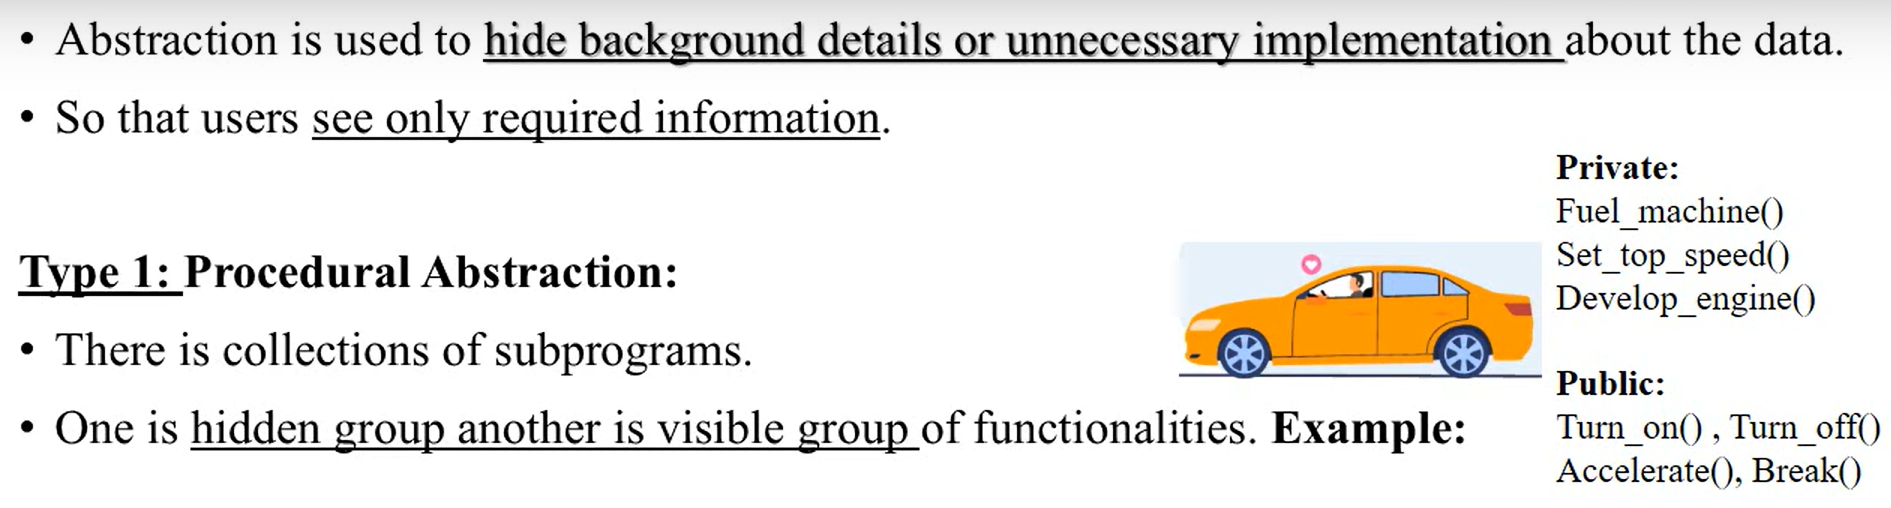 • Abstraction is used to hide background details or unnecessary implementation about the data.
• So that users see only required information.
Type 1: Procedural Abstraction:
• There is collections of subprograms.
• One is hidden group another is visible group of functionalities. Example:
Private:
Fuel_machine()
Set_top_speed()
Develop_engine()
Public:
Turn_on() , Turn_off()
Accelerate(), Break()